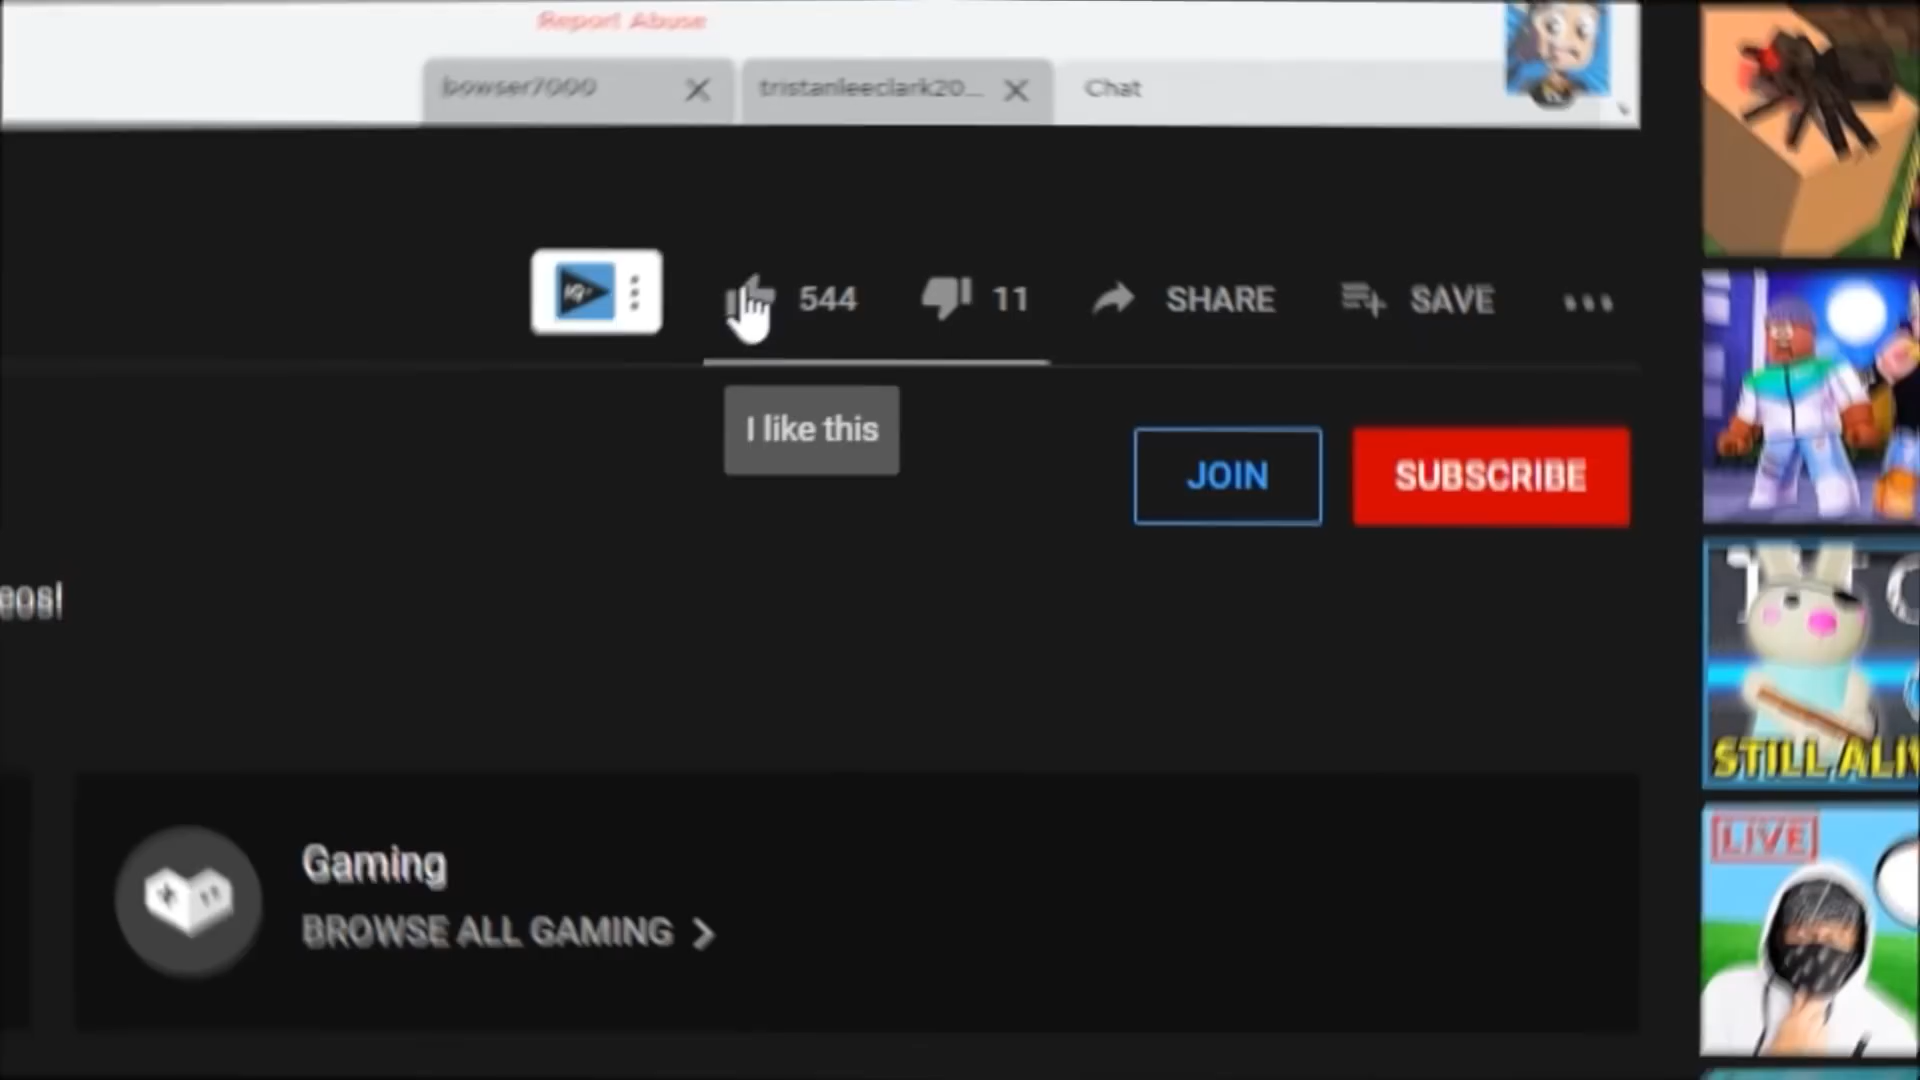 Report Abuse
bowser7000
tristanleeclark20...
Chat
544
11
SHARE
SAVE
I like this
JOIN
SUBSCRIBE
eos!
STILL ALIV
LIVE
Gaming
BROWSE ALL GAMING